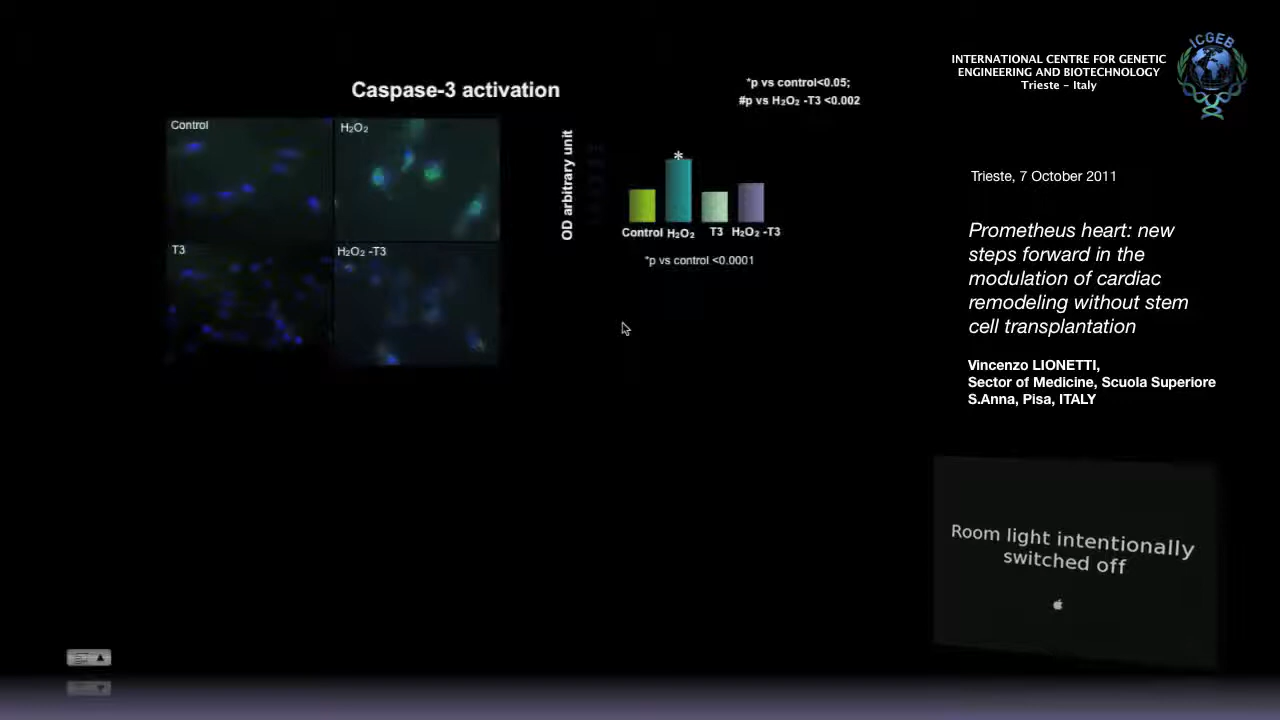 Caspase-3 activation
*p vs control<0.05;
#p vs H₂O₂ -T3 <0.002
Control
H₂O₂
T3
H₂O₂ -T3
OD arbitrary unit
*
Control H₂O₂ T3 H₂O₂ -T3
*p vs control <0.0001
INTERNATIONAL CENTRE FOR GENETIC
ENGINEERING AND BIOTECHNOLOGY
Trieste – Italy
ICGEB
Trieste, 7 October 2011
Prometheus heart: new
steps forward in the
modulation of cardiac
remodeling without stem
cell transplantation
Vincenzo LIONETTI,
Sector of Medicine, Scuola Superiore
S.Anna, Pisa, ITALY
Room light intentionally
switched off